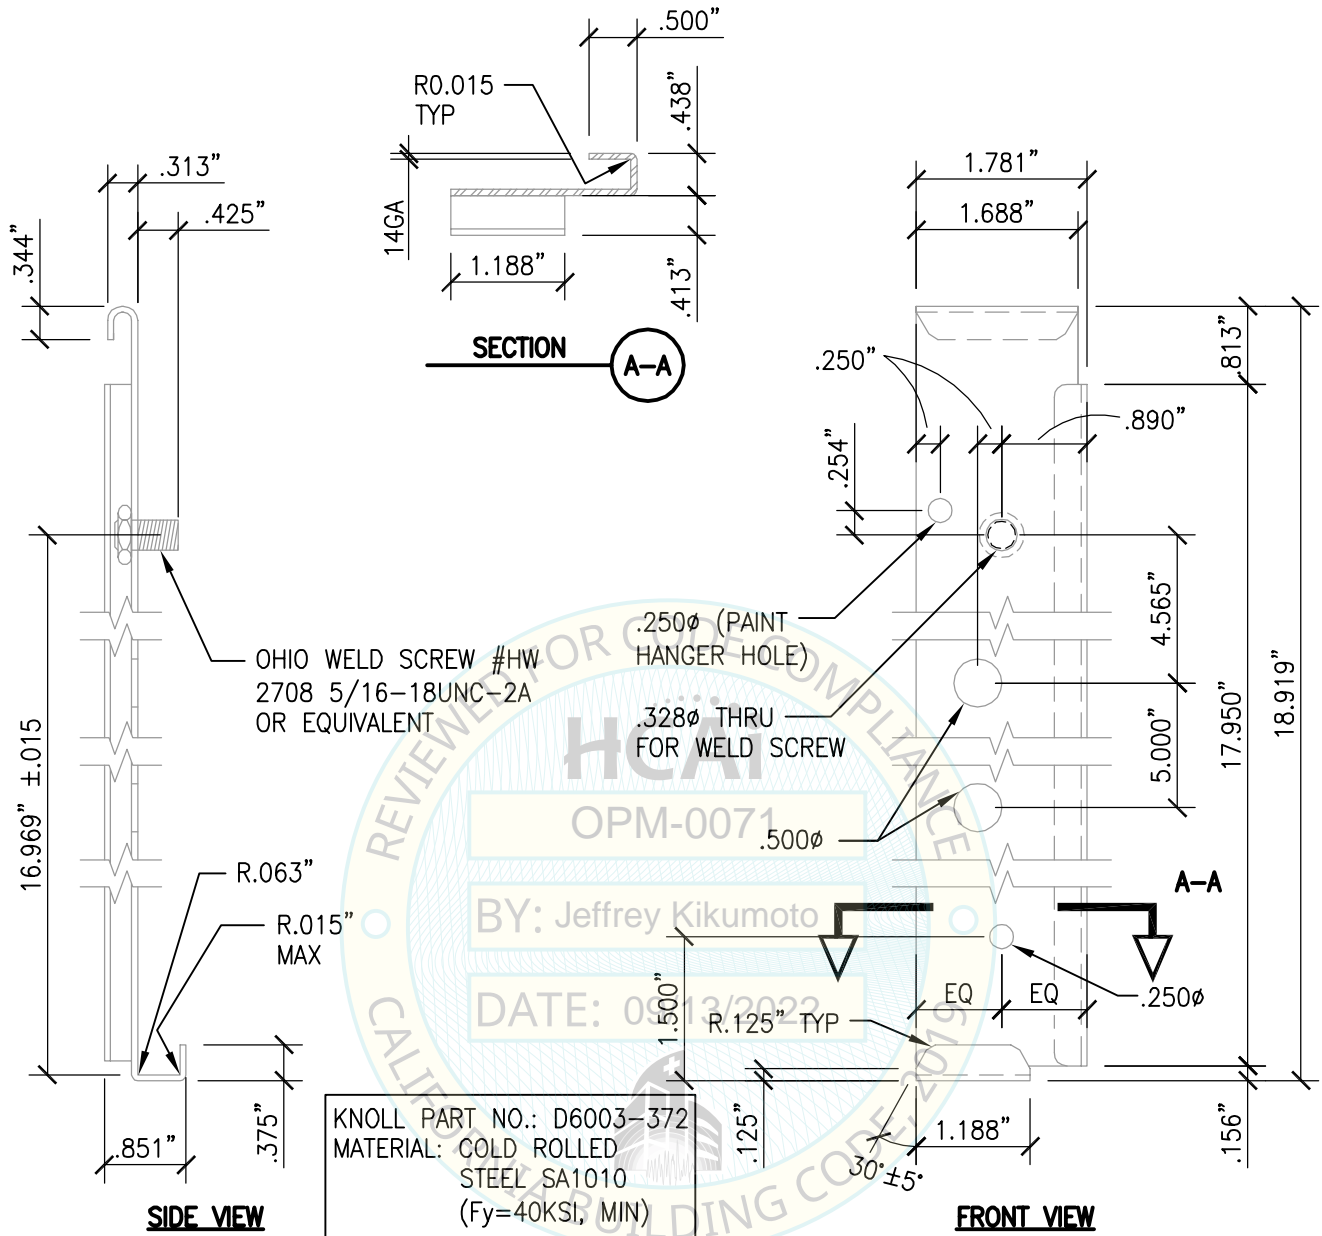 .500"
R0.015
TYP
.438"
14GA
1.188"
.413"
SECTION
A-A
.313"
.425"
.344"
16.969" ±.015
OHIO WELD SCREW #HW
2708 5/16-18UNC-2A
OR EQUIVALENT
R.063"
R.015"
MAX
.851"
.375"
SIDE VIEW
1.781"
1.688"
.813"
.250"
.890"
.254"
.250ø (PAINT
HANGER HOLE)
.328ø THRU
FOR WELD SCREW
4.565"
5.000"
17.950"
18.919"
.500ø
A-A
EQ
EQ
.250ø
1.500"
R.125" TYP
.125"
1.188"
30°±5°
.156"
FRONT VIEW
KNOLL PART NO.: D6003-372
MATERIAL: COLD ROLLED
STEEL SA1010
(Fy=40KSI, MIN)
REVIEWED FOR CODE COMPLIANCE
HCAi
OPM-0071
BY: Jeffrey Kikumoto
DATE: 09/13/2022
CALIFORNIA BUILDING CODE, 2019